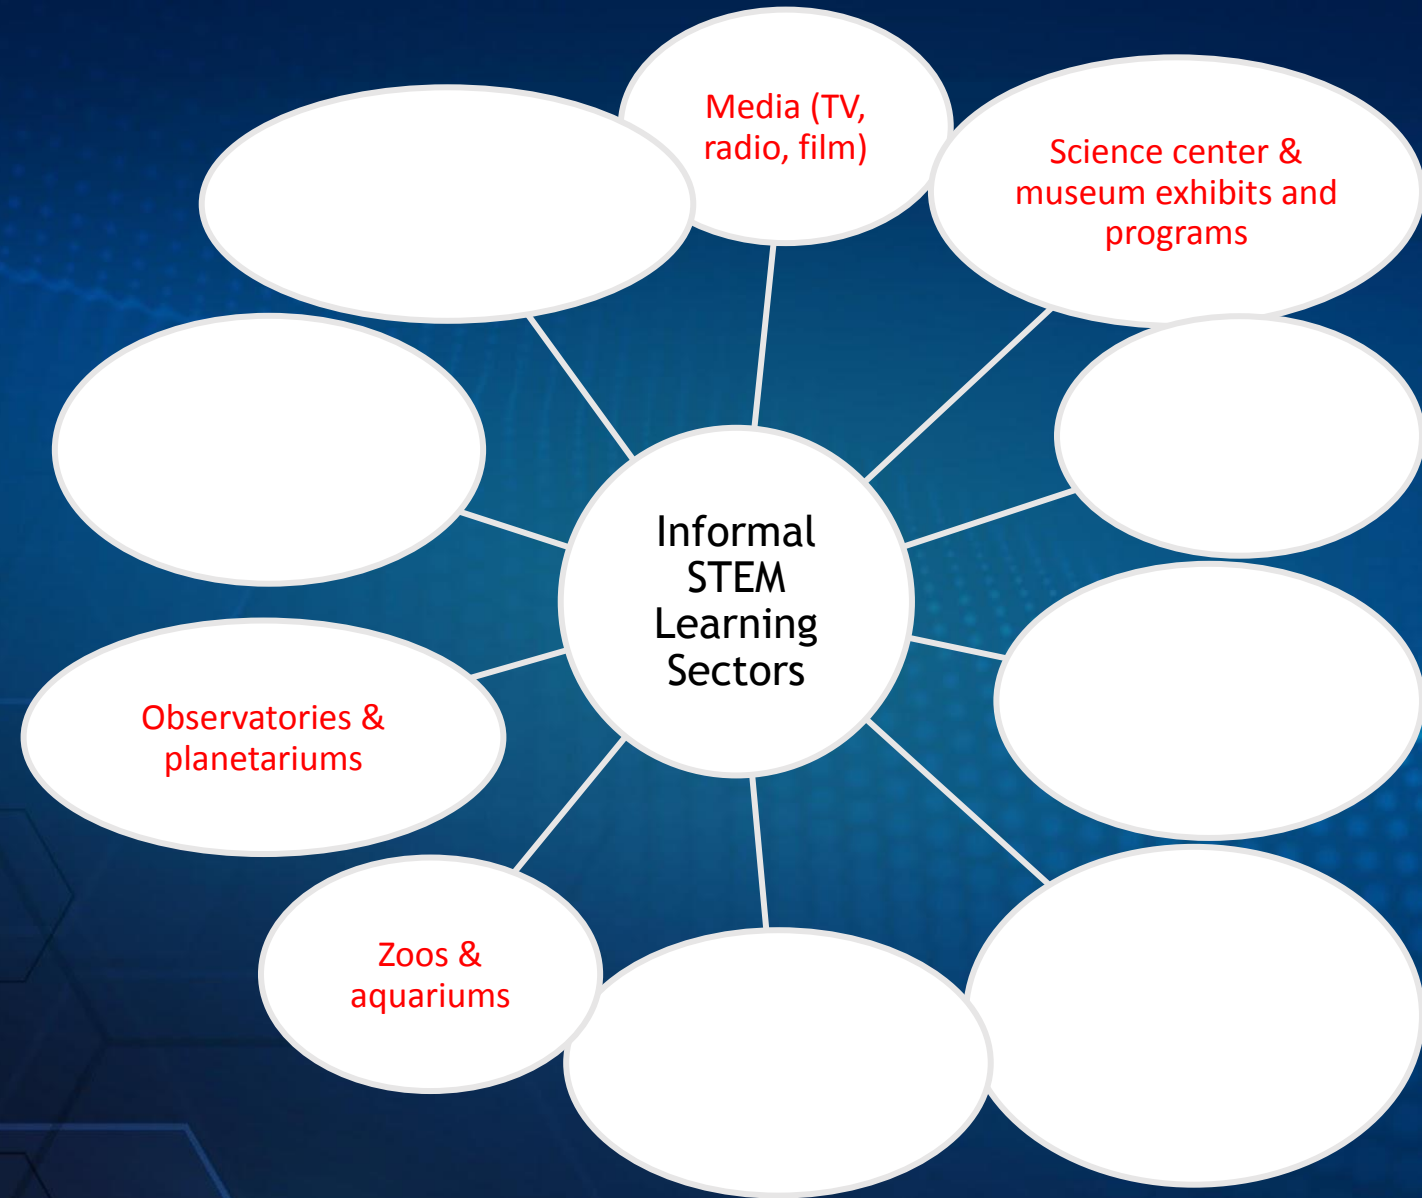 Media (TV,
radio, film)
Science center &
museum exhibits and
programs
Informal
STEM
Learning
Sectors
Observatories &
planetariums
Zoos &
aquariums